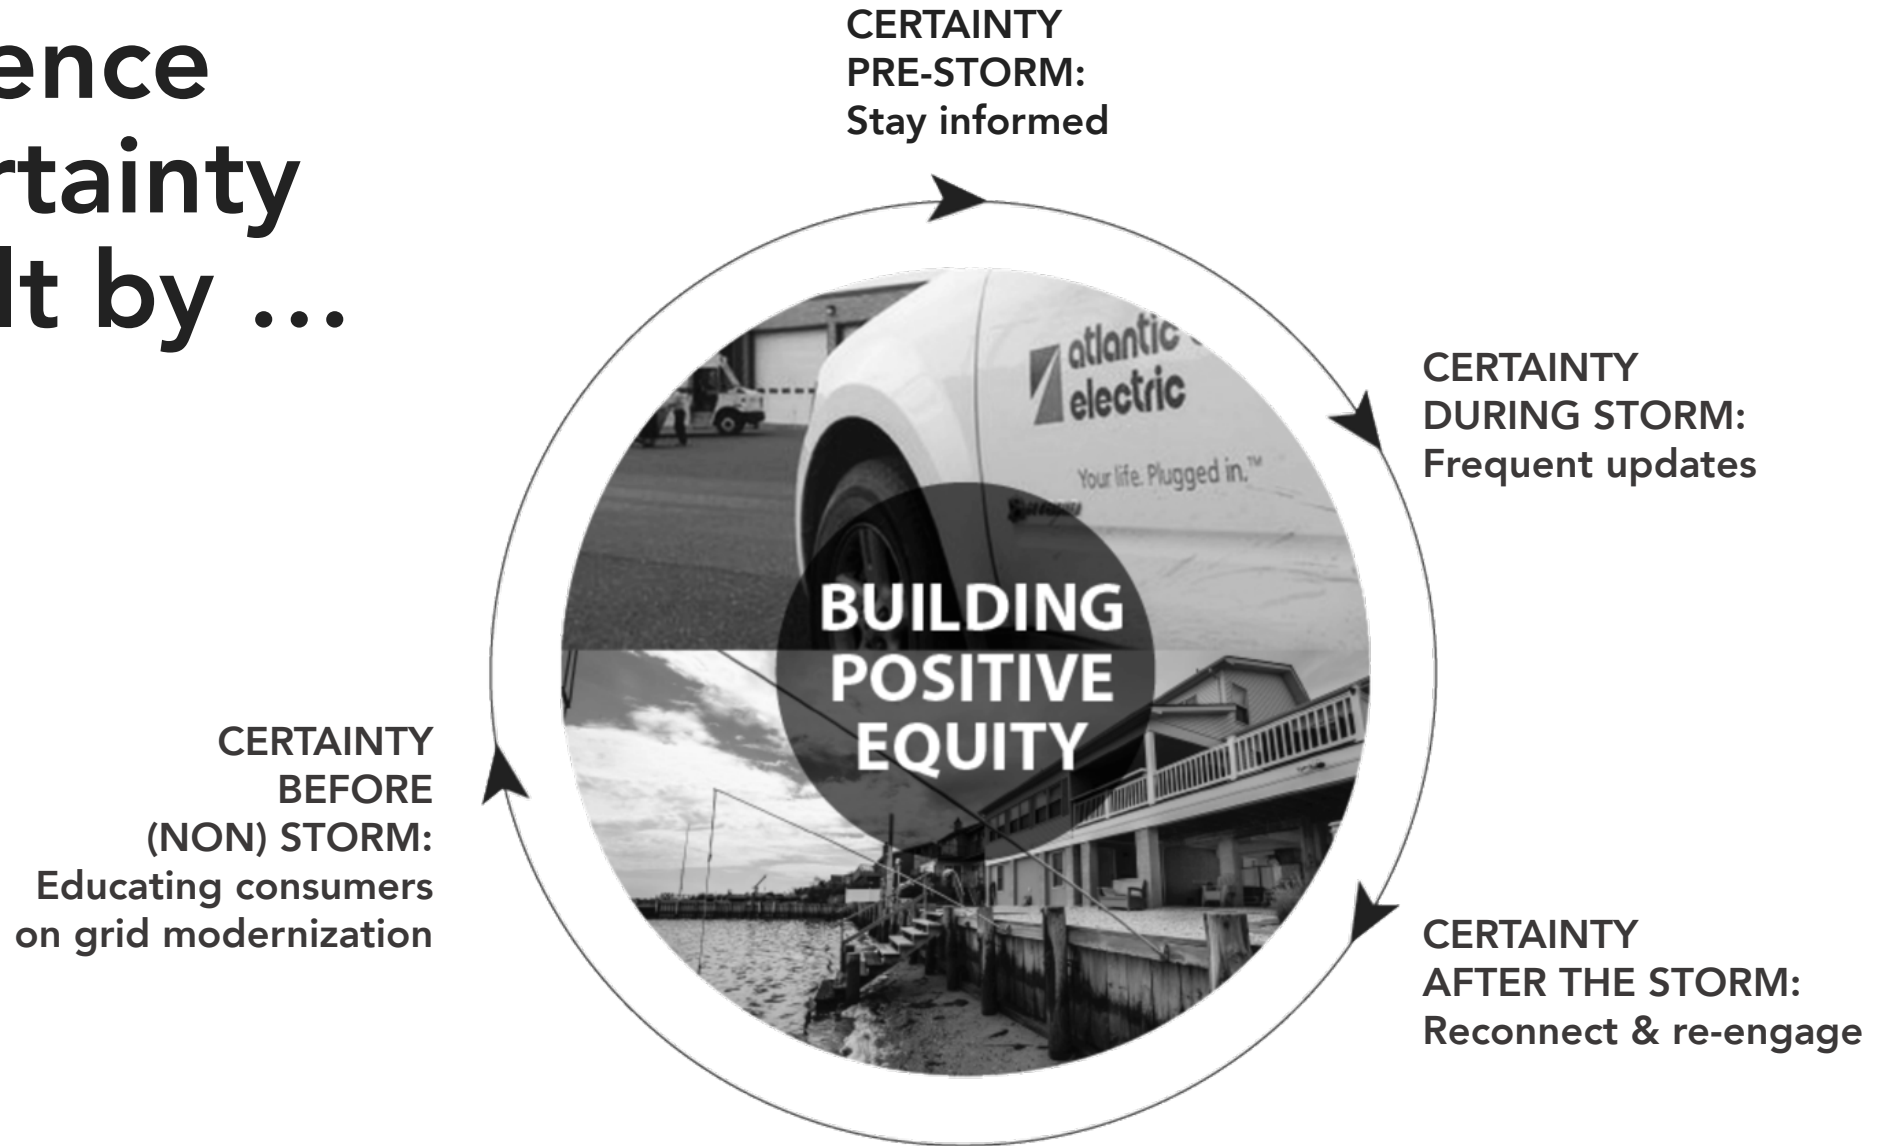 ence
rtainty
lt by ...
CERTAINTY
PRE-STORM:
Stay informed
CERTAINTY
DURING STORM:
Frequent updates
atlantic
electric
Your life. Plugged in.™
BUILDING
POSITIVE
EQUITY
CERTAINTY
BEFORE
(NON) STORM:
Educating consumers
on grid modernization
CERTAINTY
AFTER THE STORM:
Reconnect & re-engage